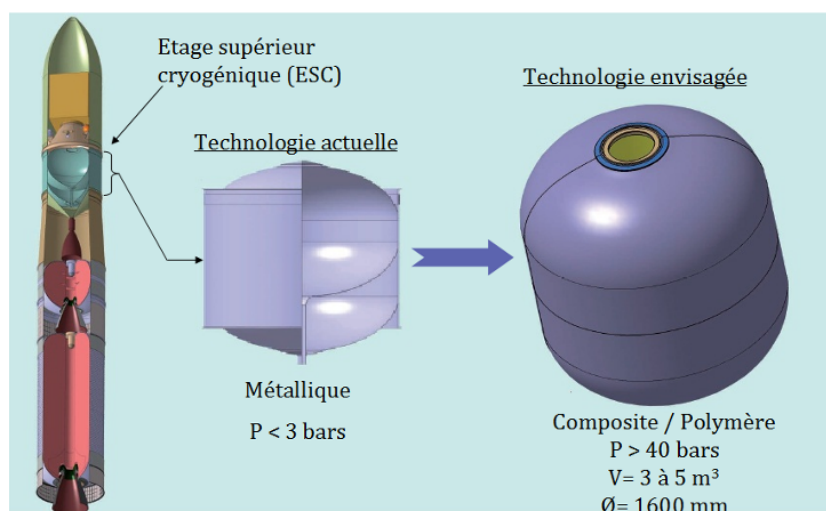 Etage supérieur
cryogénique (ESC)
Technologie envisagée
Technologie actuelle
Métallique
P < 3 bars
Composite / Polymère
P > 40 bars
V= 3 à 5 m³
Ø= 1600 mm